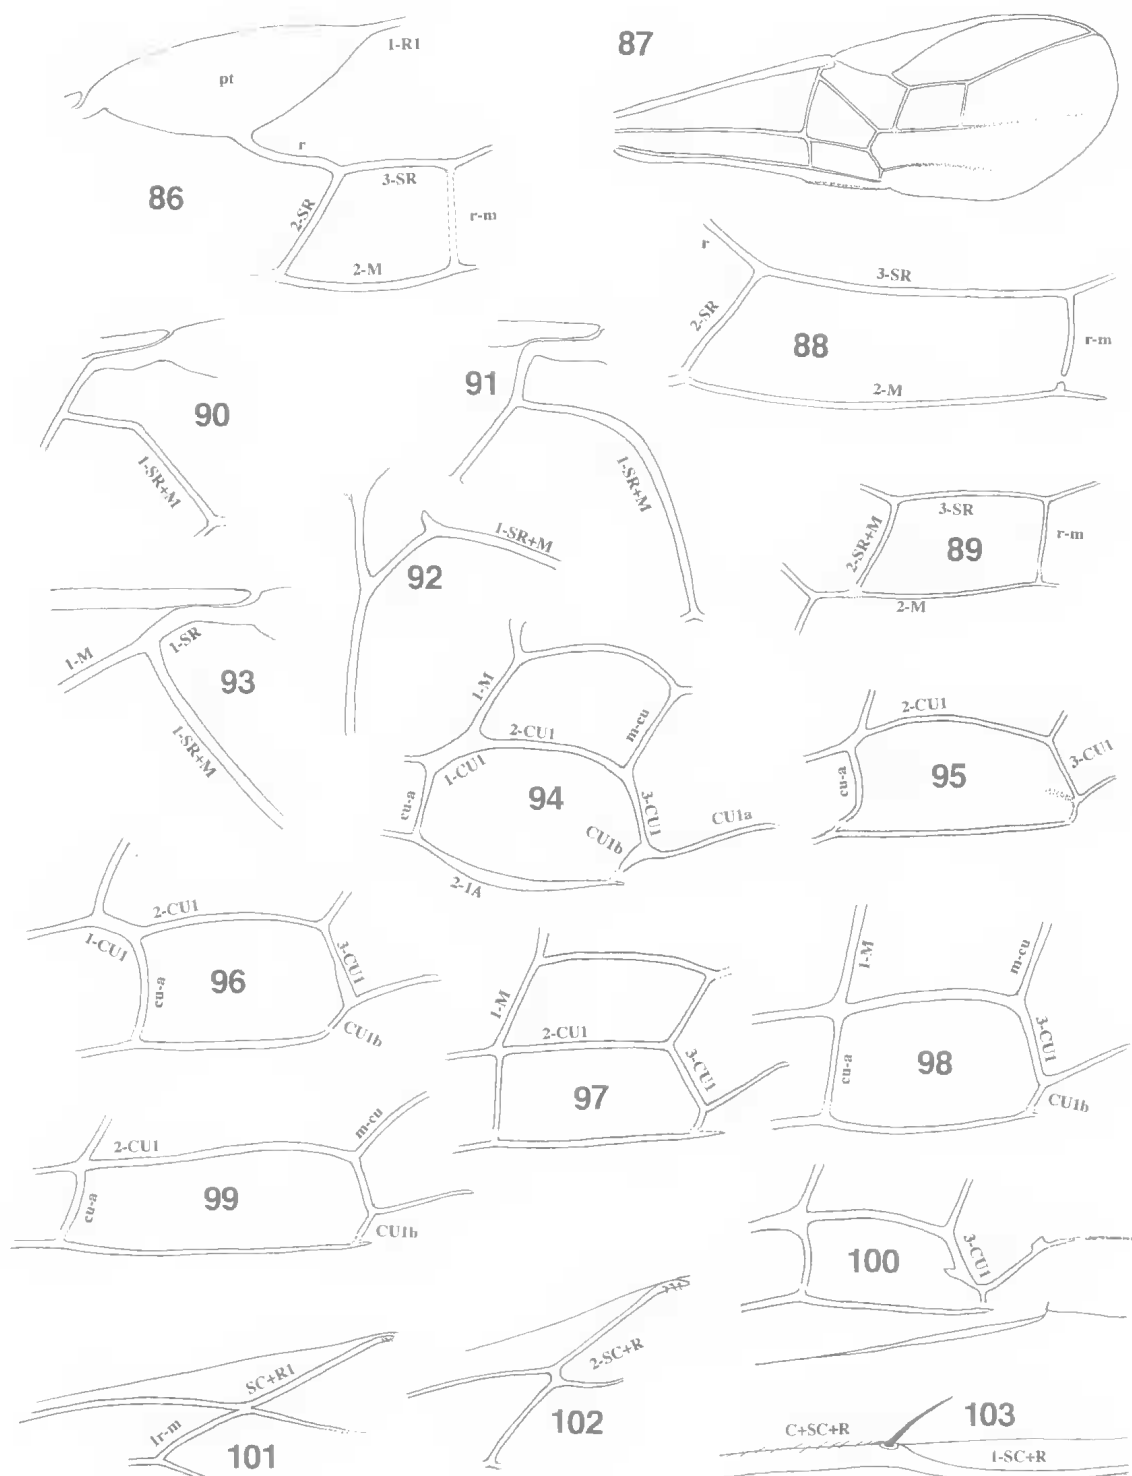 1-R1
87
pt
r
3-SR
86
2-SR
r-m
2-M
r
3-SR
2-SR
88
r-m
2-M
91
90
1-SR+M
1-SR+M
92
1-SR+M
3-SR
2-SR+M
89
r-m
2-M
1-M
1-SR
93
1-SR+M
1-M
2-CU1
m-cu
1-CU1
cu-a
94
3-CU1
CU1a
CU1b
2-1A
2-CU1
cu-a
95
3-CU1
2-CU1
1-CU1
cu-a
96
3-CU1
CU1b
1-M
2-CU1
3-CU1
97
1-M
m-cu
cu-a
98
3-CU1
CU1b
2-CU1
m-cu
cu-a
99
CU1b
100
3-CU1
SC+R1
1r-m
101
2-SC+R
102
103
C+SC+R
1-SC+R